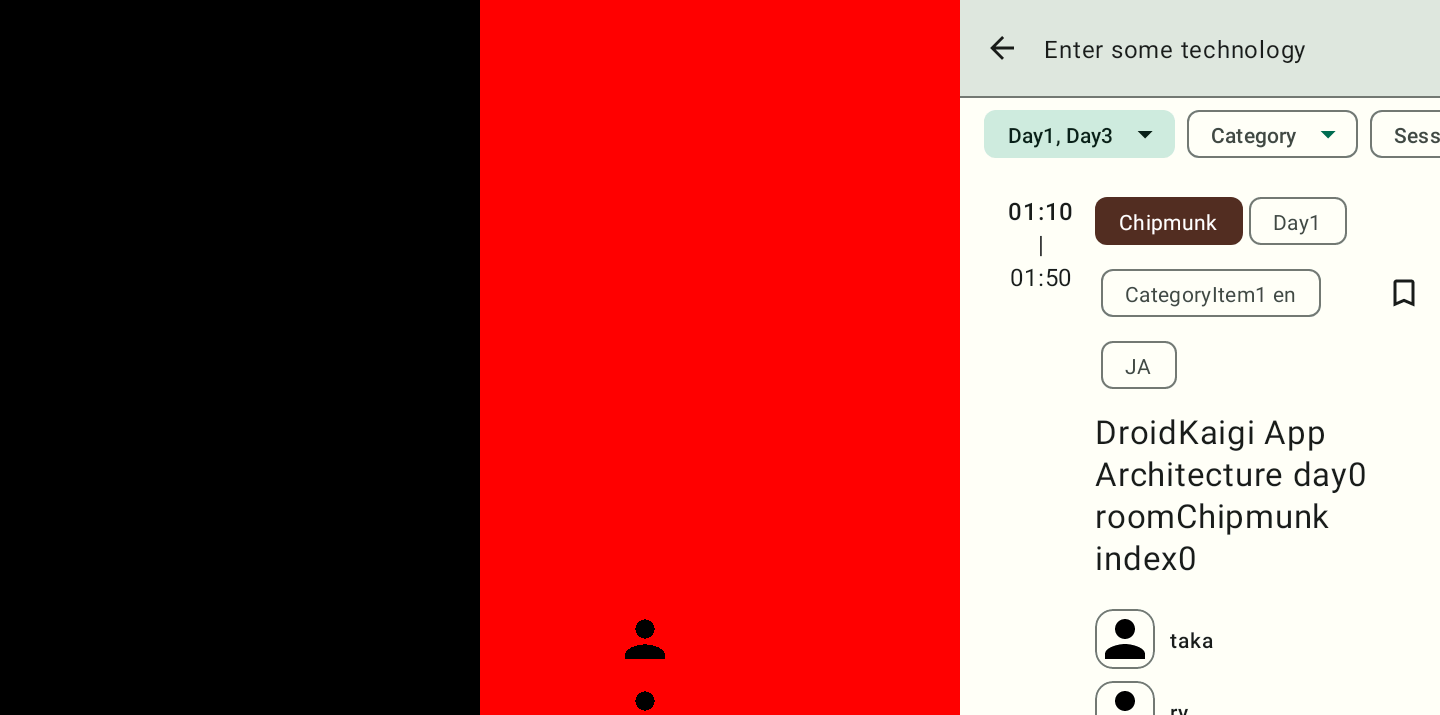 Enter some technology
Day1, Day3
Category
Sess
01:10
|
01:50
Chipmunk
Day1
CategoryItem1 en
JA
DroidKaigi App
Architecture day0
roomChipmunk
index0
taka
ry